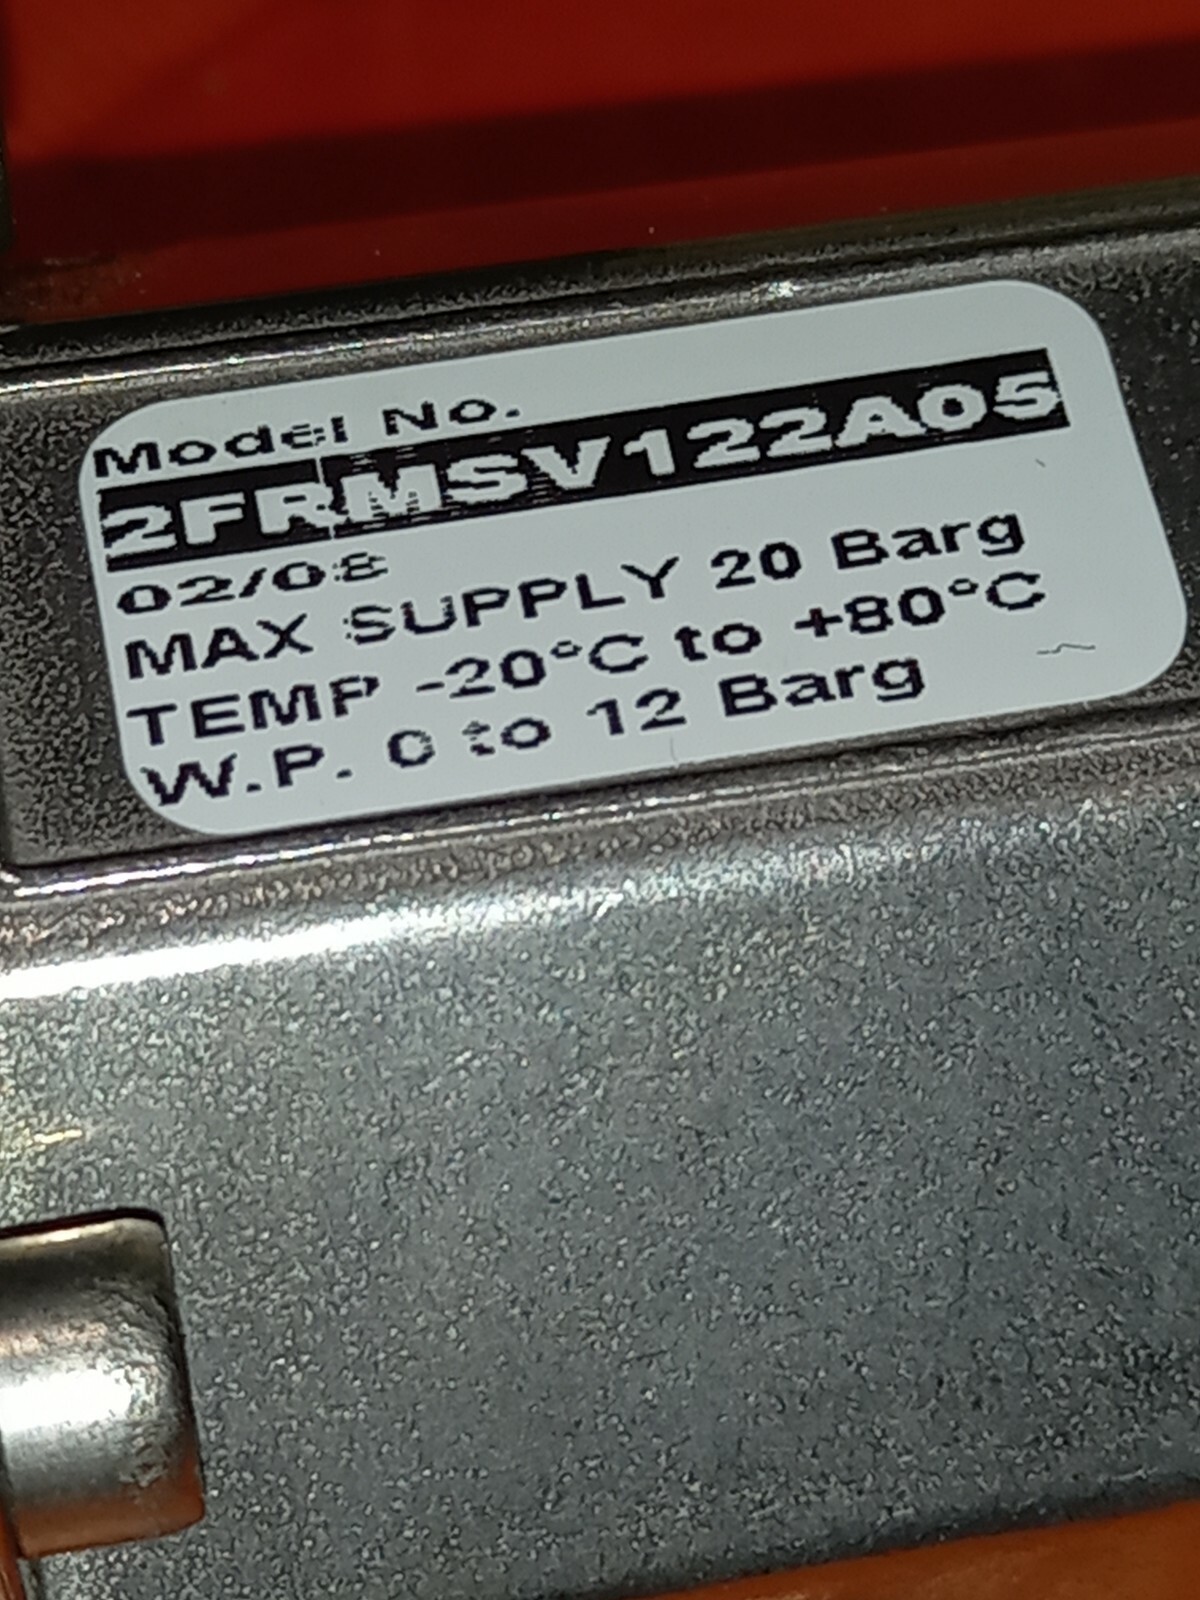 Model No.
2FRMSV122A05
02/08
MAX SUPPLY 20 Barg
TEMP -20°C to +80°C
W.P. 0 to 12 Barg